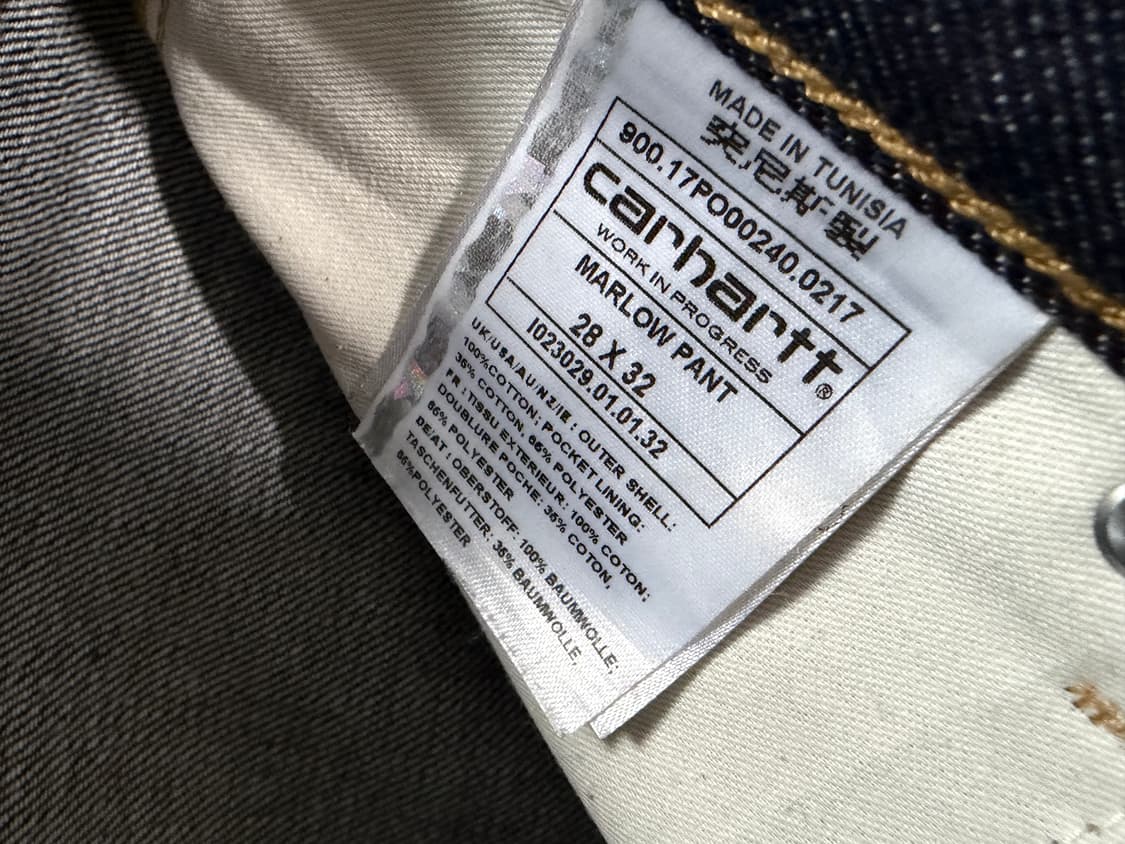 MADE IN TUNISIA
突尼斯製
900.17PO00240.0217
carhartt®
WORK IN PROGRESS
MARLOW PANT
28 X 32
I023029.01.01.32
UK/USA/AU/NZ/IE : OUTER SHELL:
100%COTTON; POCKET LINING:
35% COTTON, 65% POLYESTER
FR : TISSU EXTERIEUR: 100% COTON;
DOUBLURE POCHE: 35% COTON,
65% POLYESTER
DE/AT : OBERSTOFF: 100% BAUMWOLLE;
TASCHENFUTTER: 35% BAUMWOLLE,
65%POLYESTER